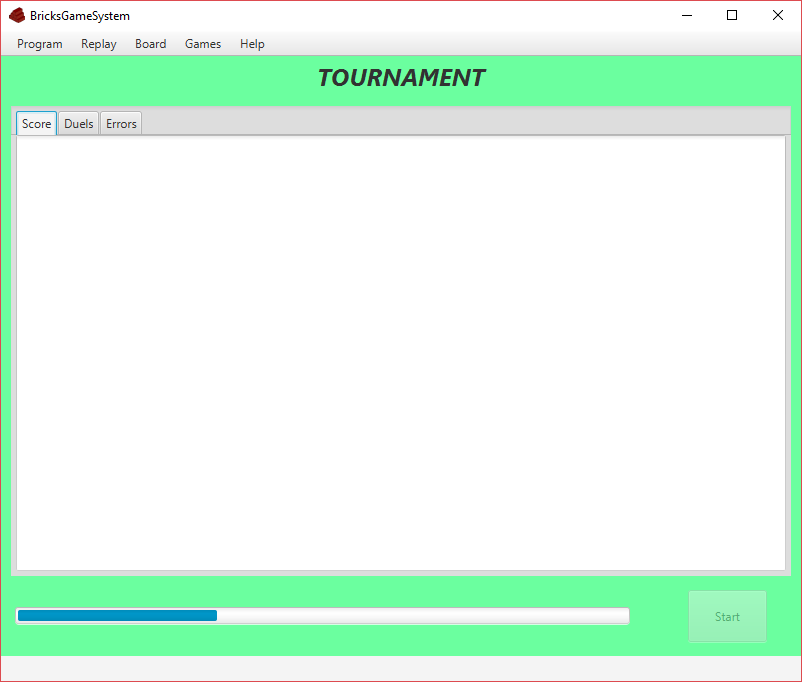 BricksGameSystem
Program Replay Board Games Help
TOURNAMENT
Score Duels Errors
Start